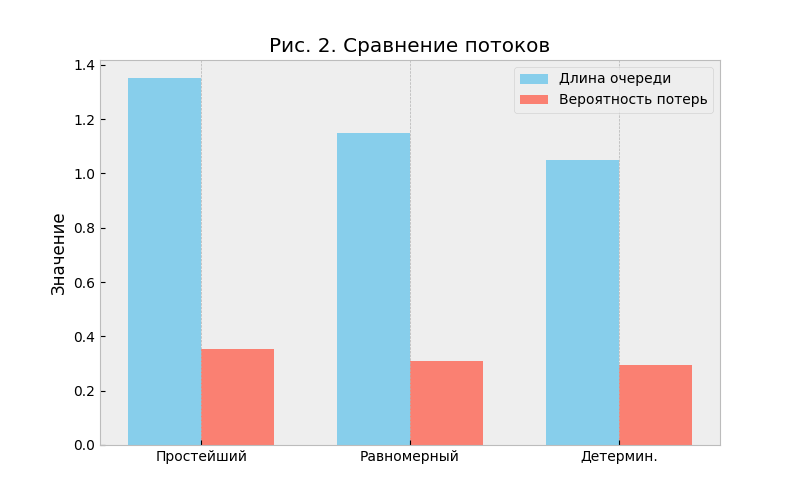 Рис. 2. Сравнение потоков
Значение
1.4
1.2
1.0
0.8
0.6
0.4
0.2
0.0
Длина очереди
Вероятность потерь
Простейший
Равномерный
Детермин.